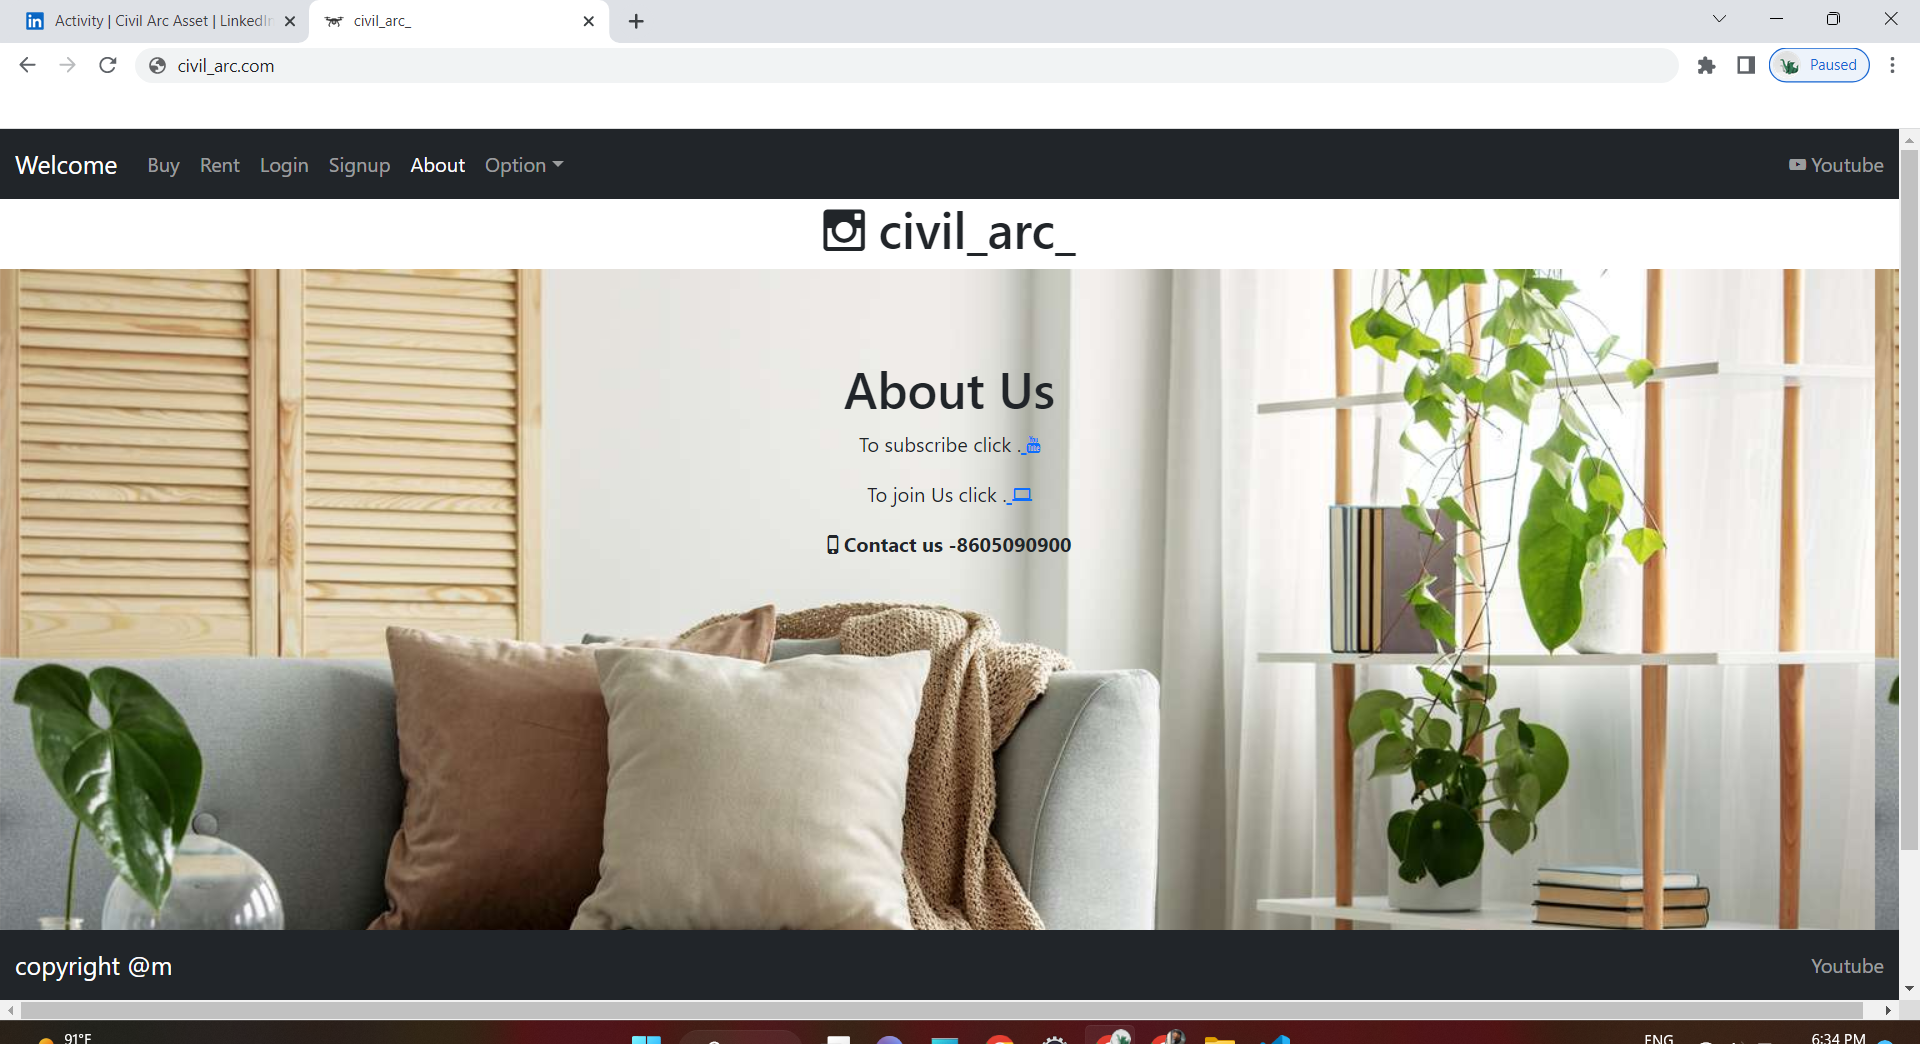 Activity | Civil Arc Asset | LinkedIn
civil_arc_
civil_arc.com
Paused
Welcome Buy Rent Login Signup About Option Youtube
civil_arc_
About Us
To subscribe click .
To join Us click .
Contact us -8605090900
copyright @m Youtube
91°F ENG 6:34 PM